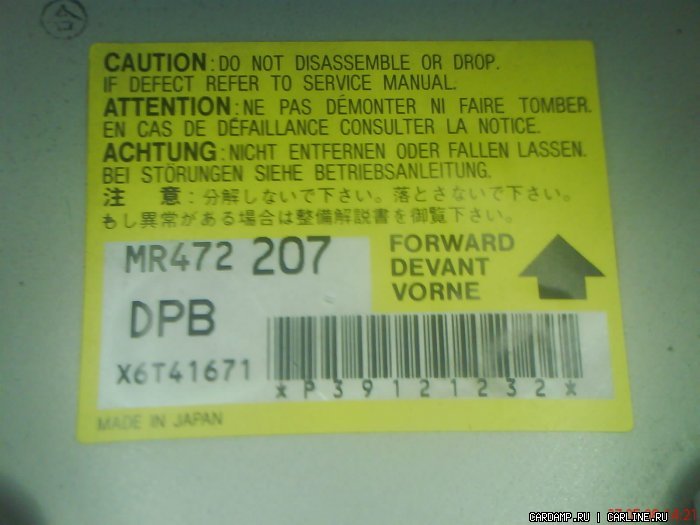 合
CAUTION: DO NOT DISASSEMBLE OR DROP.
IF DEFECT REFER TO SERVICE MANUAL.
ATTENTION: NE PAS DÉMONTER NI FAIRE TOMBER.
EN CAS DE DÉFAILLANCE CONSULTER LA NOTICE.
ACHTUNG: NICHT ENTFERNEN ODER FALLEN LASSEN.
BEI STÖRUNGEN SIEHE BETRIEBSANLEITUNG.
注 意:分解しないで下さい。落とさないで下さい。
もし異常がある場合は整備解説書を御覧下さい。
MR472 207
FORWARD
DEVANT
VORNE
DPB
X6T41671
*P39121232*
MADE IN JAPAN
CARDAMP.RU | CARLINE.RU